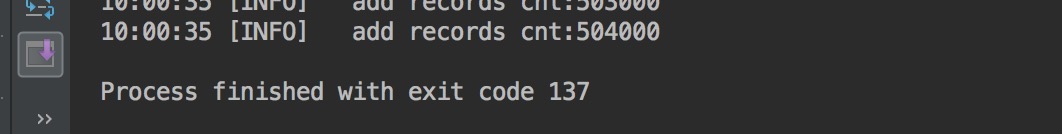 10:00:35 [INFO]   add records cnt:503000
10:00:35 [INFO]   add records cnt:504000
Process finished with exit code 137